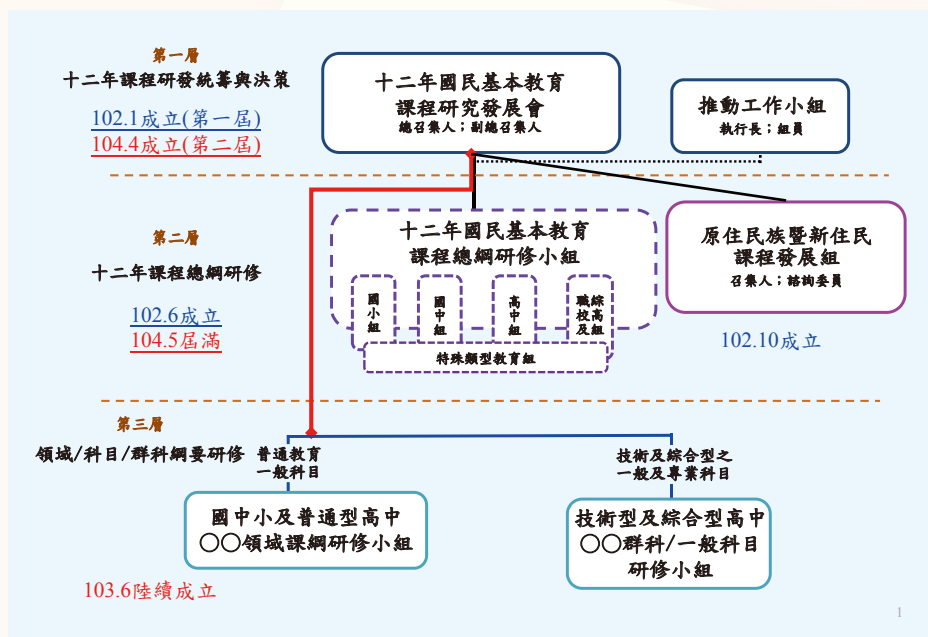 第一層
十二年課程研發統籌與決策
102.1成立(第一屆)
104.4成立(第二屆)
十二年國民基本教育
課程研究發展會
總召集人；副總召集人
推動工作小組
執行長；組員
第二層
十二年課程總綱研修
102.6成立
104.5屆滿
十二年國民基本教育
課程總綱研修小組
國小組
國中組
高中組
職校及
綜高組
特殊類型教育組
原住民族暨新住民
課程發展組
召集人；諮詢委員
102.10成立
第三層
領域/科目/群科綱要研修
普通教育
一般科目
技術及綜合型之
一般及專業科目
國中小及普通型高中
○○領域課綱研修小組
技術型及綜合型高中
○○群科/一般科目
研修小組
103.6陸續成立
1